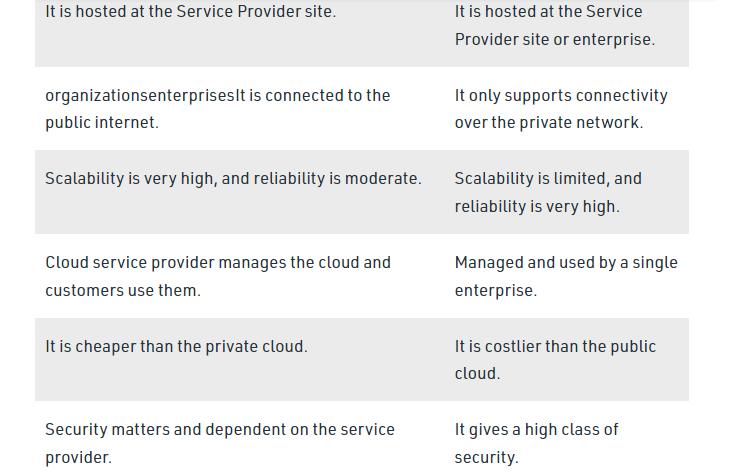 It is hosted at the Service Provider site.
It is hosted at the Service
Provider site or enterprise.
organizationsenterprisesIt is connected to the
public internet.
It only supports connectivity
over the private network.
Scalability is very high, and reliability is moderate.
Scalability is limited, and
reliability is very high.
Cloud service provider manages the cloud and
customers use them.
Managed and used by a single
enterprise.
It is cheaper than the private cloud.
It is costlier than the public
cloud.
Security matters and dependent on the service
provider.
It gives a high class of
security.